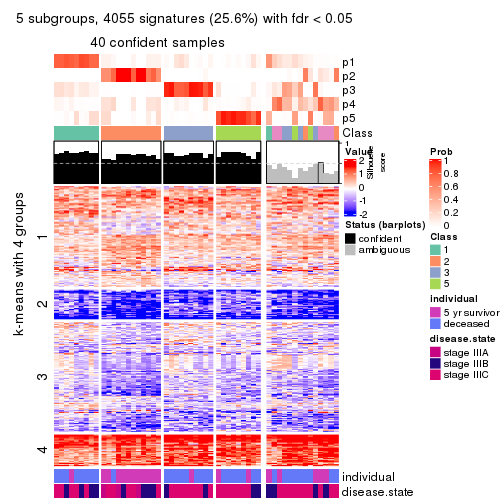 5 subgroups, 4055 signatures (25.6%) with fdr < 0.05
40 confident samples
p1
p2
p3
p4
p5
Class
1
Silhouette
score
k-means with 4 groups
1
2
3
4
individual
disease.state
Value
2
1
0
-1
-2
Status (barplots)
confident
ambiguous
Prob
1
0.8
0.6
0.4
0.2
0
Class
1
2
3
5
individual
5 yr survivor
deceased
disease.state
stage IIIA
stage IIIB
stage IIIC